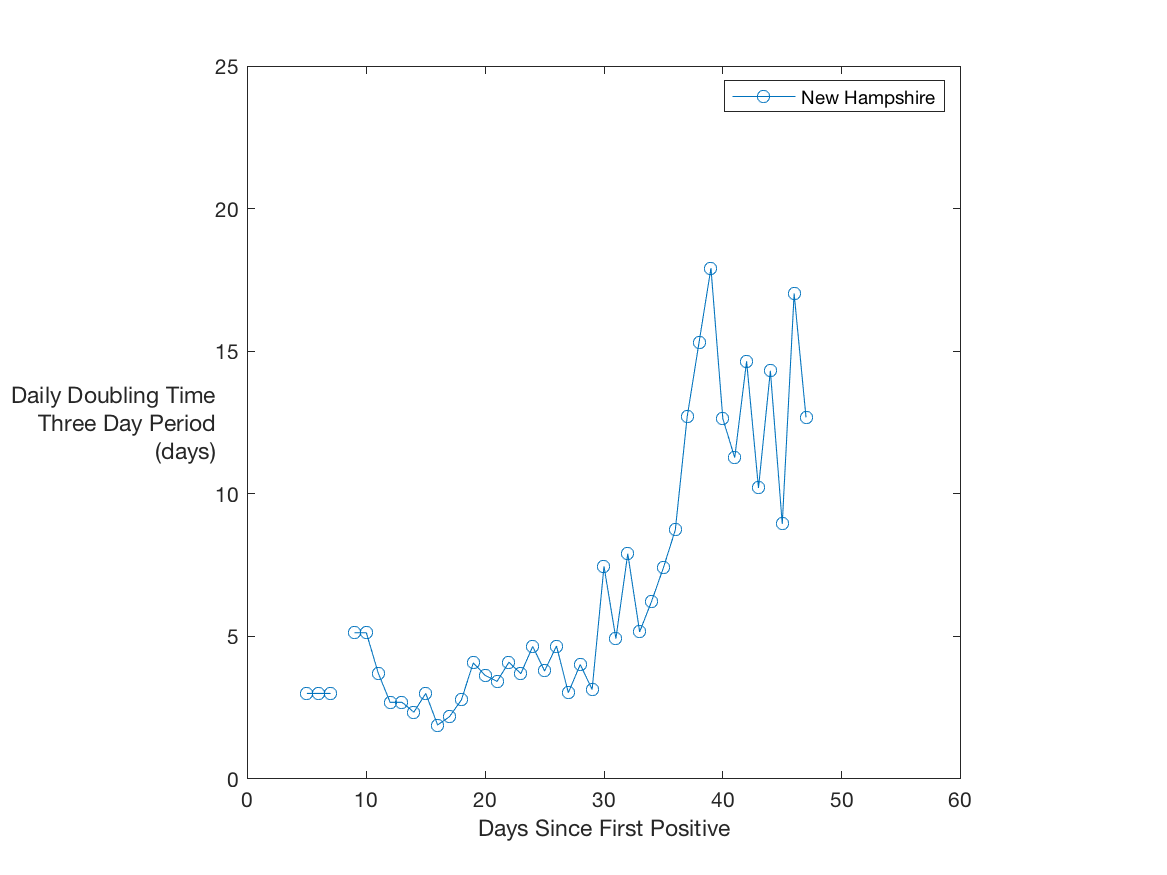 25
New Hampshire
20
15
Daily Doubling Time
Three Day Period
(days)
10
5
0
0 10 20 30 40 50 60
Days Since First Positive